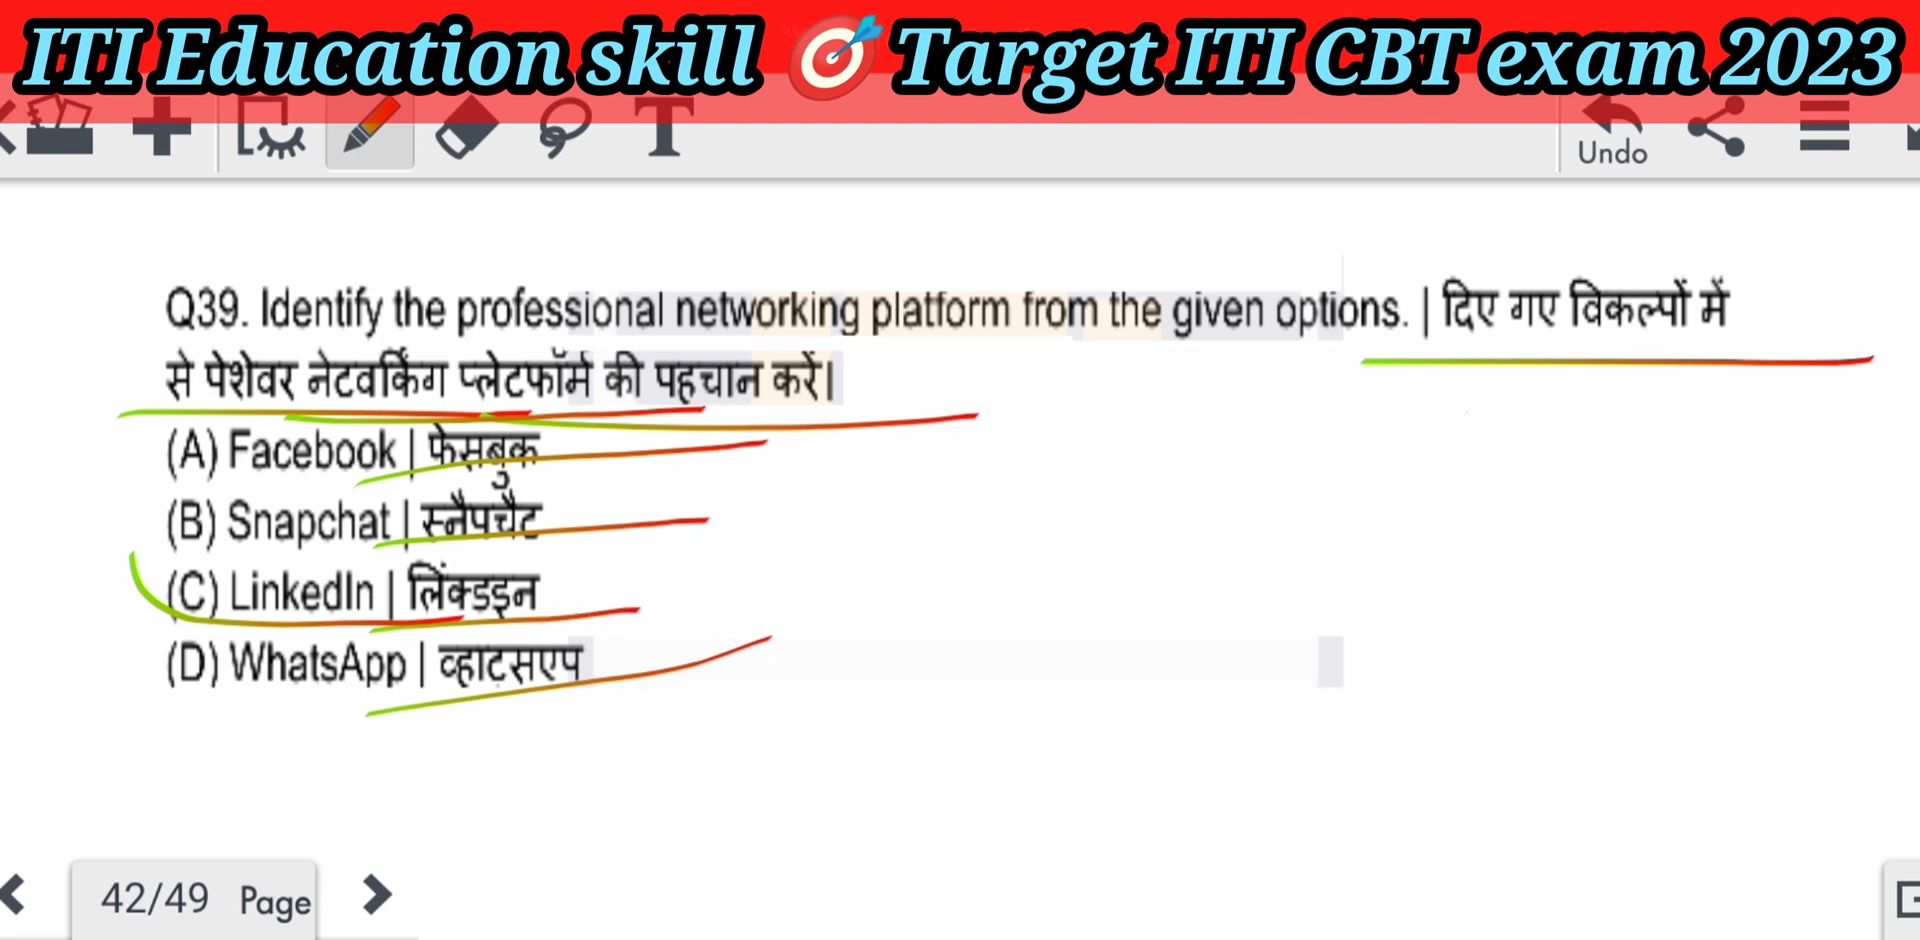 ITI Education skill 🎯 Target ITI CBT exam 2023
T
Undo
Q39. Identify the professional networking platform from the given options. | दिए गए विकल्पों में
से पेशेवर नेटवर्किंग प्लेटफॉर्म की पहचान करें।
(A) Facebook | फेसबुक
(B) Snapchat | स्नैपचैट
(C) LinkedIn | लिंक्डइन
(D) WhatsApp | व्हाटसएप
42/49 Page